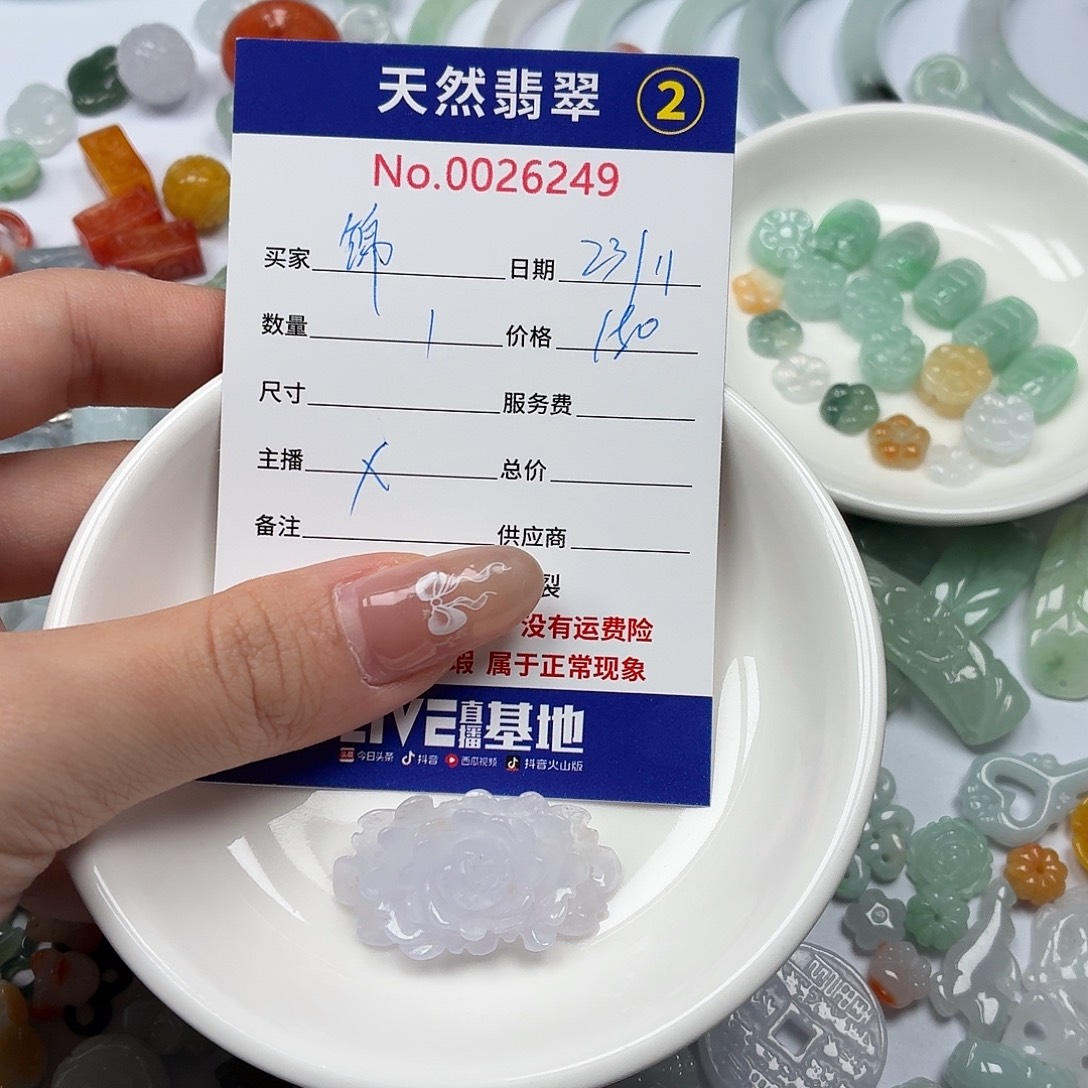 天然翡翠 2
No.0026249
买家 锦 日期 23/11
数量 1 价格 150
尺寸 服务费
主播 X 总价
备注 供应商
裂
没有运费险
瑕 属于正常现象
LIVE 直播 基地
今日头条 抖音 西瓜视频 抖音火山版